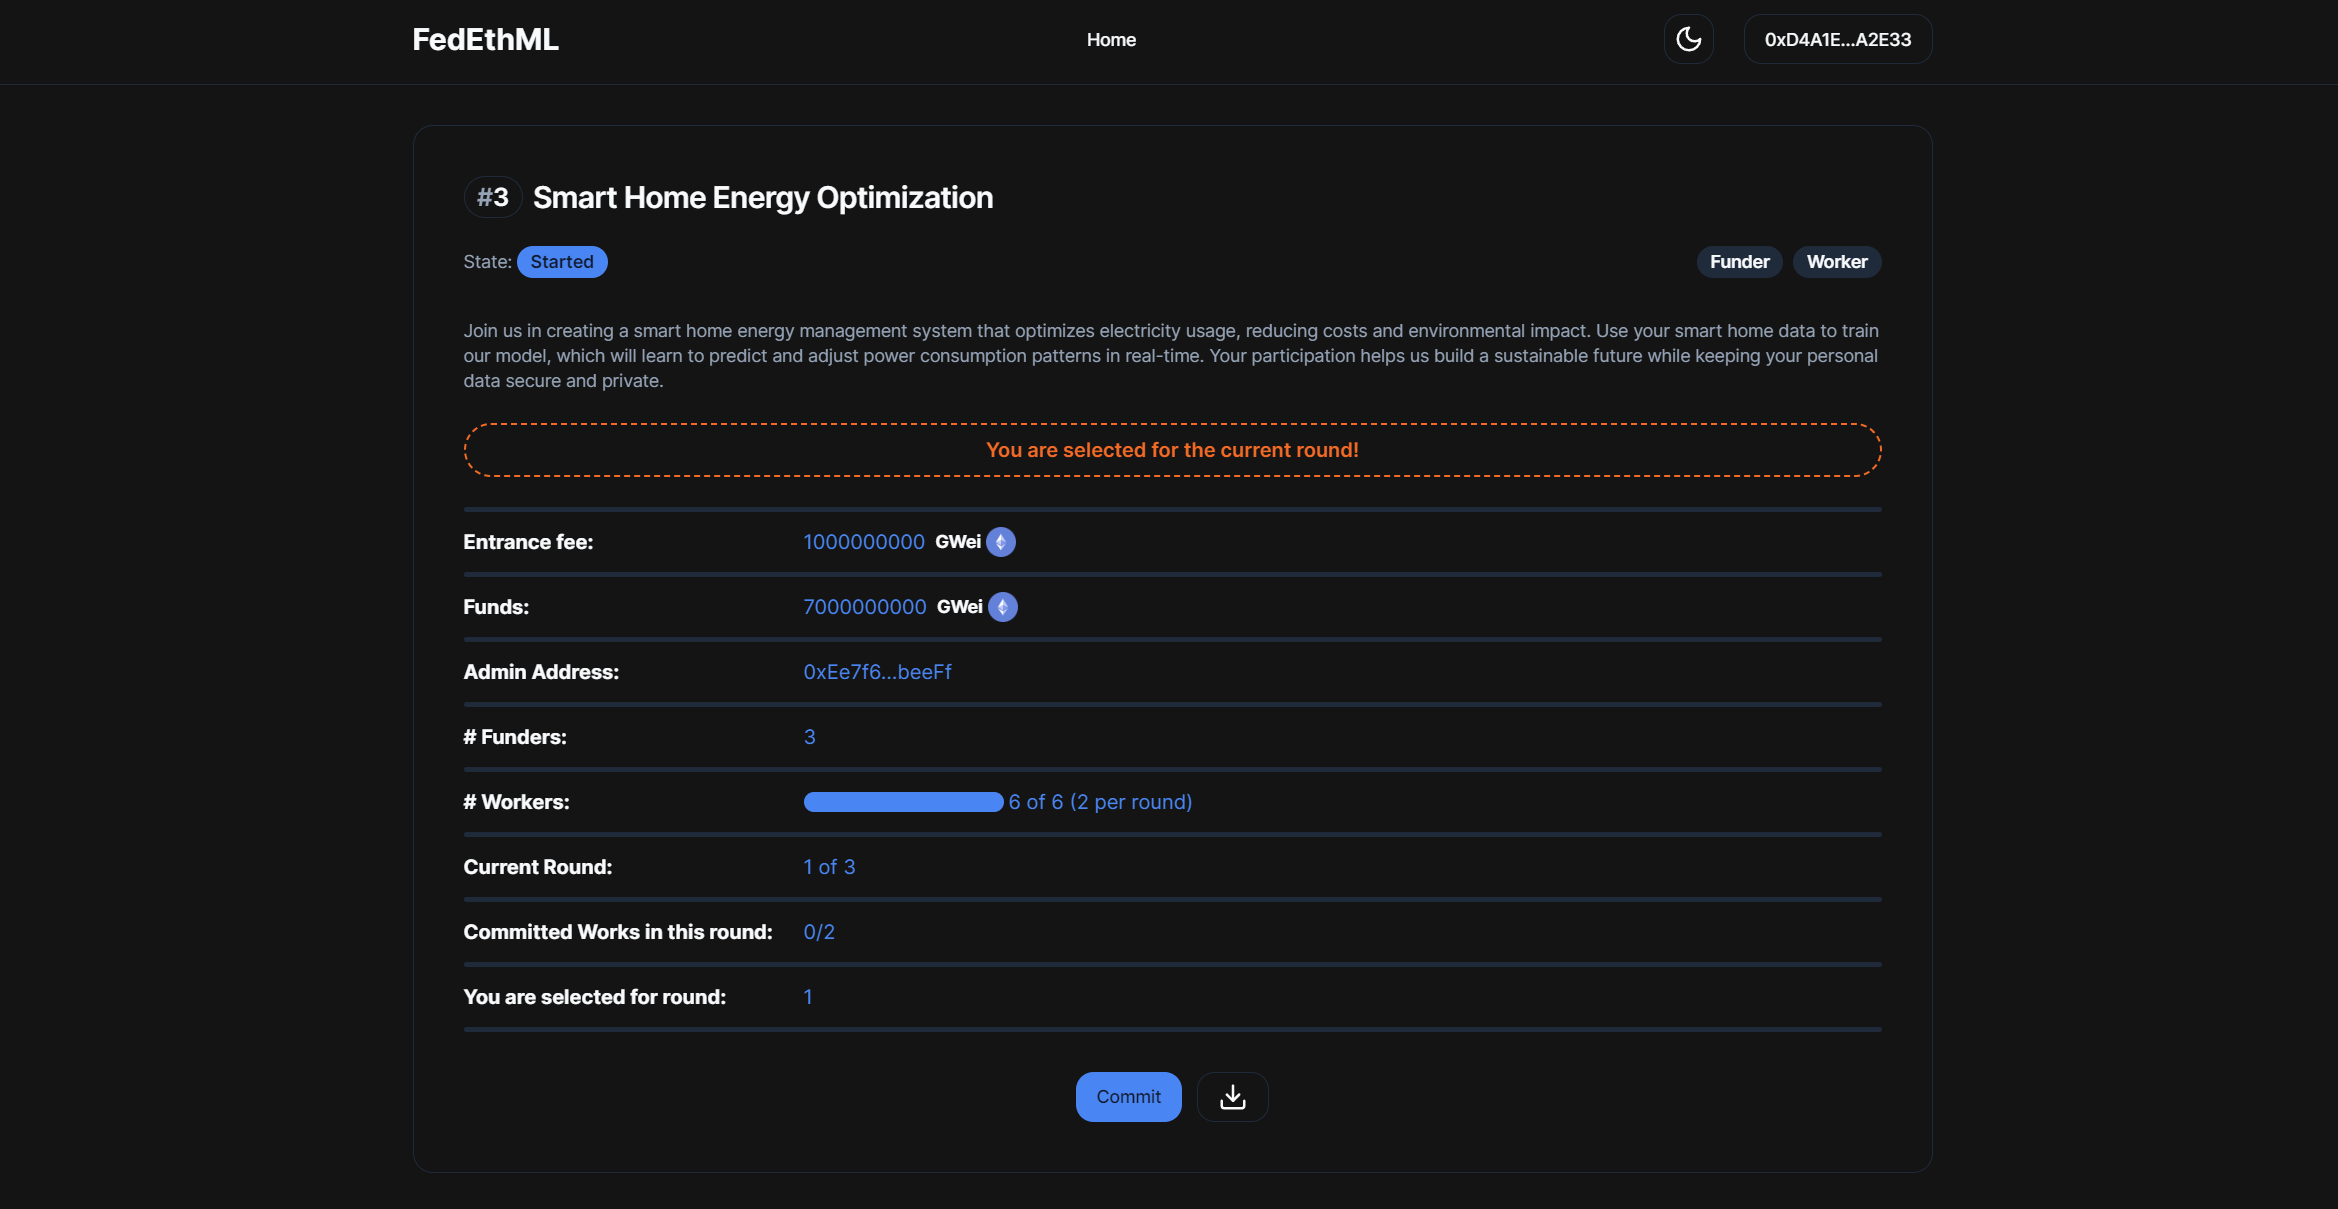 FedEthML
Home
0xD4A1E...A2E33
#3 Smart Home Energy Optimization
State: Started
Funder Worker
Join us in creating a smart home energy management system that optimizes electricity usage, reducing costs and environmental impact. Use your smart home data to train
our model, which will learn to predict and adjust power consumption patterns in real-time. Your participation helps us build a sustainable future while keeping your personal
data secure and private.
You are selected for the current round!
Entrance fee: 1000000000 GWei
Funds: 7000000000 GWei
Admin Address: 0xEe7f6...beeFf
# Funders: 3
# Workers: 6 of 6 (2 per round)
Current Round: 1 of 3
Committed Works in this round: 0/2
You are selected for round: 1
Commit